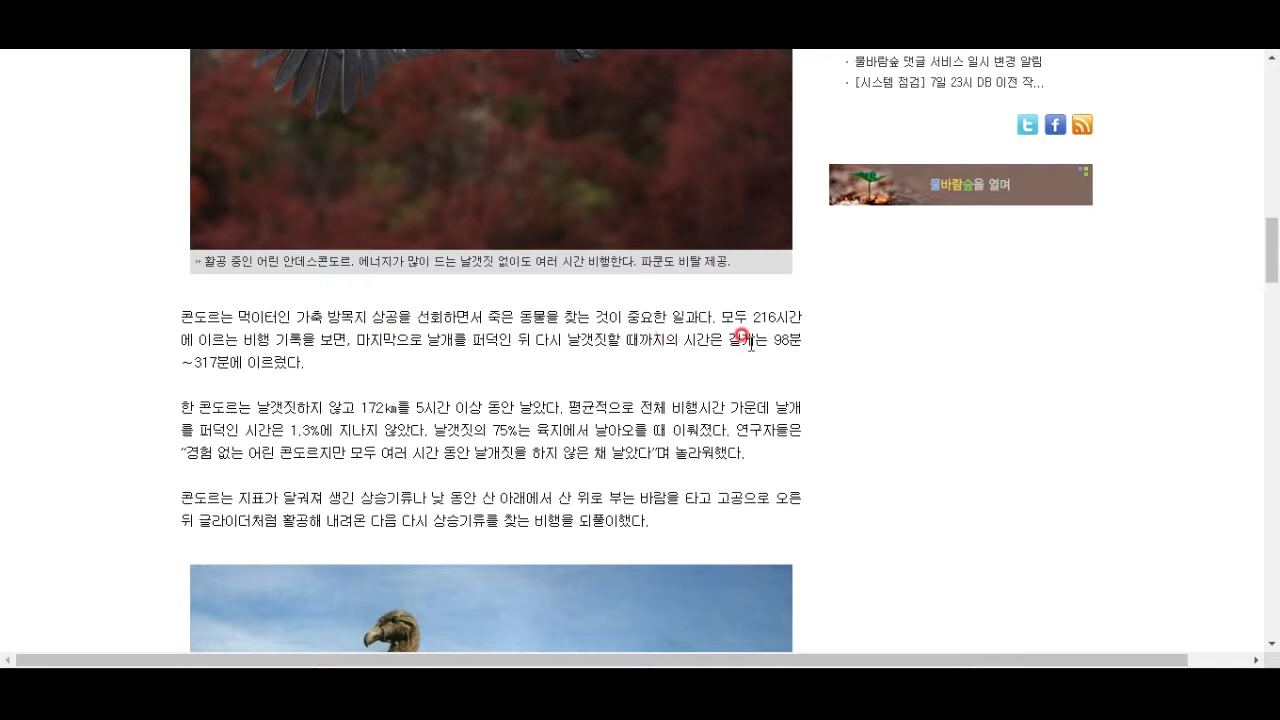 물바람숲 댓글 서비스 일시 변경 알림
[시스템 점검] 7일 23시 DB 이전 작...
물바람숲을 열며
» 활공 중인 어린 안데스콘도르. 에너지가 많이 드는 날갯짓 없이도 여러 시간 비행한다. 파쿤도 비탈 제공.
콘도르는 먹이터인 가축 방목지 상공을 선회하면서 죽은 동물을 찾는 것이 중요한 일과다. 모두 216시간
에 이르는 비행 기록을 보면, 마지막으로 날개를 퍼덕인 뒤 다시 날갯짓할 때까지의 시간은 길게는 98분
~317분에 이르렀다.
한 콘도르는 날갯짓하지 않고 172㎞를 5시간 이상 동안 날았다. 평균적으로 전체 비행시간 가운데 날개
를 퍼덕인 시간은 1.3%에 지나지 않았다. 날갯짓의 75%는 육지에서 날아오를 때 이뤄졌다. 연구자들은
“경험 없는 어린 콘도르지만 모두 여러 시간 동안 날개짓을 하지 않은 채 날았다”며 놀라워했다.
콘도르는 지표가 달궈져 생긴 상승기류나 낮 동안 산 아래에서 산 위로 부는 바람을 타고 고공으로 오른
뒤 글라이더처럼 활공해 내려온 다음 다시 상승기류를 찾는 비행을 되풀이했다.